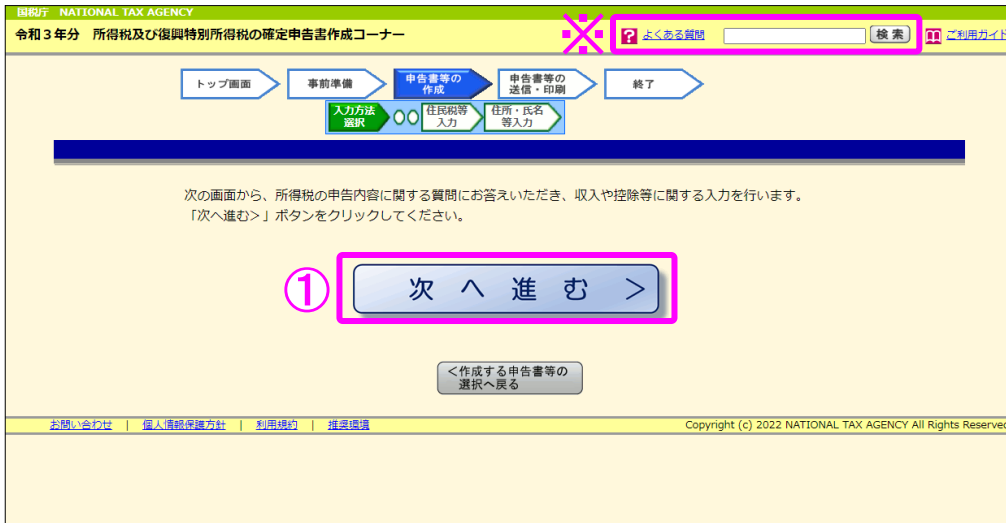 国税庁 NATIONAL TAX AGENCY
令和3年分 所得税及び復興特別所得税の確定申告書作成コーナー
※
? よくある質問
検索
ご利用ガイド
トップ画面
事前準備
申告書等の
作成
申告書等の
送信・印刷
終了
入力方法
選択
○○
住民税等
入力
住所・氏名
等入力
次の画面から、所得税の申告内容に関する質問にお答えいただき、収入や控除等に関する入力を行います。
「次へ進む>」ボタンをクリックしてください。
①
次へ進む >
<作成する申告書等の
選択へ戻る
お問い合わせ | 個人情報保護方針 | 利用規約 | 推奨環境
Copyright (c) 2022 NATIONAL TAX AGENCY All Rights Reserved